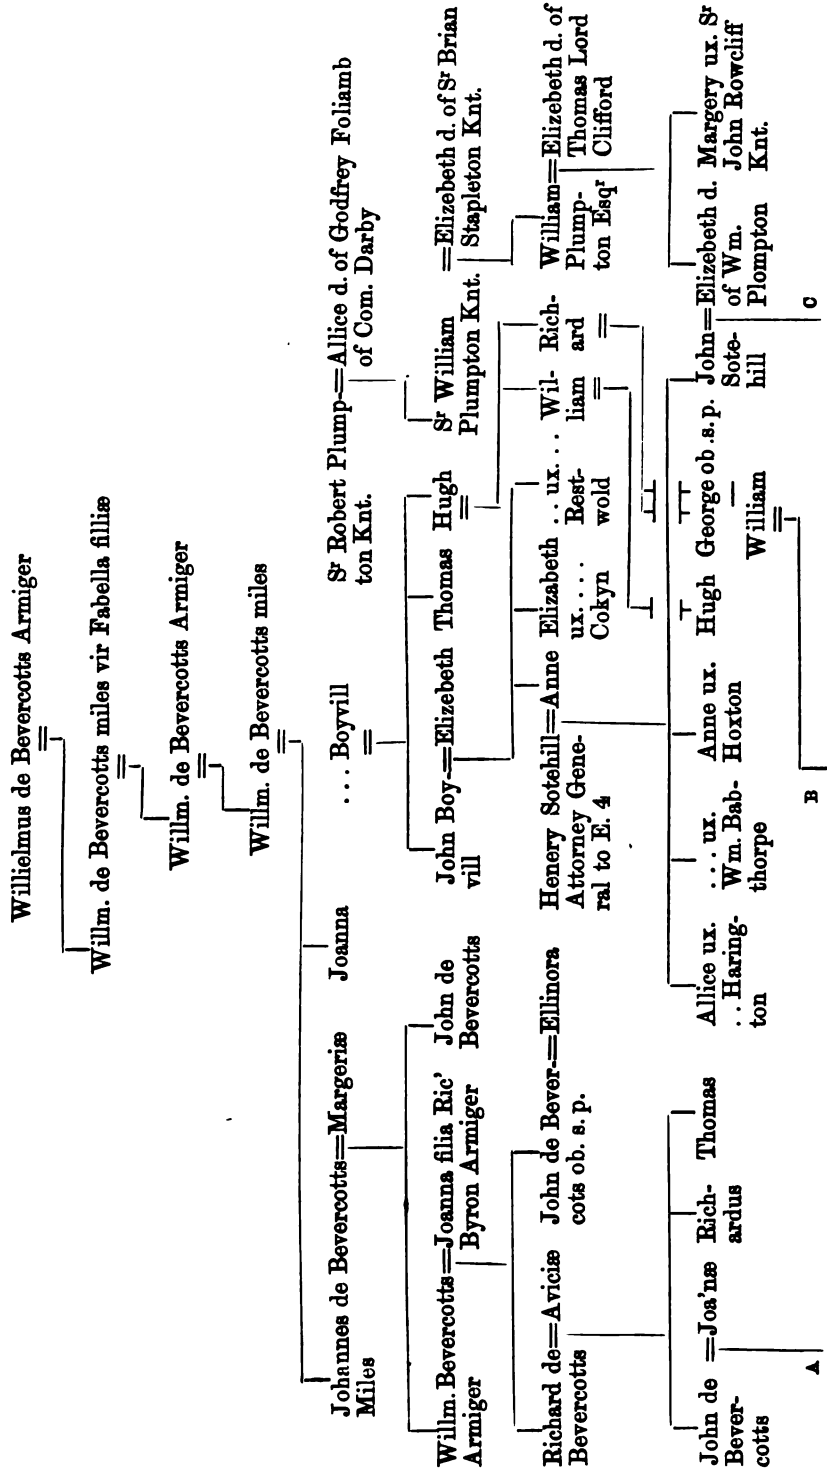 Willielmus de Bevercotts Armiger
Willm. de Bevercotts miles vir Fabella filliæ
Willm. de Bevercotts Armiger
Willm. de Bevercotts miles
Johannes de Bevercotts=Margeriæ
Miles
Joanna
... Boyvill
Sr Robert Plump-=Allice d. of Godfrey Foliamb
ton Knt.
of Com. Darby
Willm. Bevercotts=Joanna filia Ric'
Armiger
Byron Armiger
John de
Bevercotts
John Boy-=Elizebeth
vill
Thomas
Hugh
Sr William
Plumpton Knt.
=Elizebeth d. of Sr Brian
Stapleton Knt.
Richard de=Aviciæ
Bevercotts
John de Bever-=Ellinora
cots ob. s. p.
Henery Sotehill=Anne
Attorney Gene-
ral to E. 4
Elizabeth
ux....
Cokyn
.. ux...
Rest-
wold
Wil-
liam
Rich-
ard
William=Elizebeth d. of
Plump-
ton Esqr
Thomas Lord
Clifford
John de =Joa'næ
Bever-
cotts
Rich-
ardus
Thomas
Allice ux.
.. Haring-
ton
... ux.
Wm. Bab-
thorpe
Anne ux.
Hoxton
Hugh
George ob. s.p.
William
John=Elizebeth d.
Sote-
hill
of Wm.
Plompton
Margery ux. Sr
John Rowcliff
Knt.
A
B
C